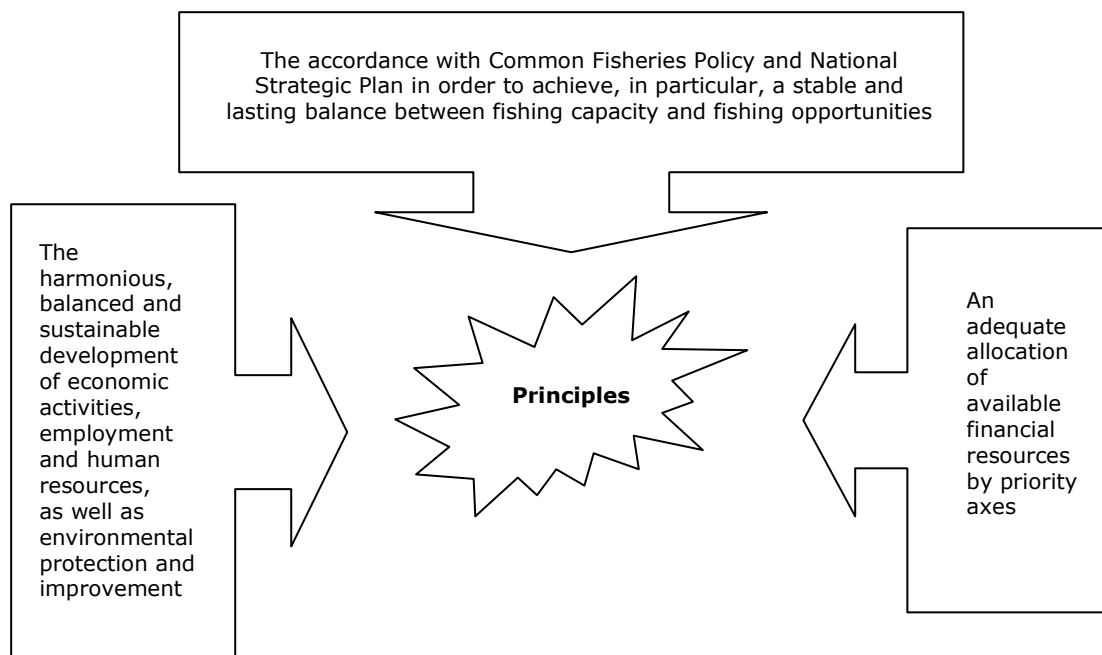 The accordance with Common Fisheries Policy and National
Strategic Plan in order to achieve, in particular, a stable and
lasting balance between fishing capacity and fishing opportunities
The
harmonious,
balanced and
sustainable
development
of economic
activities,
employment
and human
resources,
as well as
environmental
protection and
improvement
Principles
An
adequate
allocation
of
available
financial
resources
by priority
axes